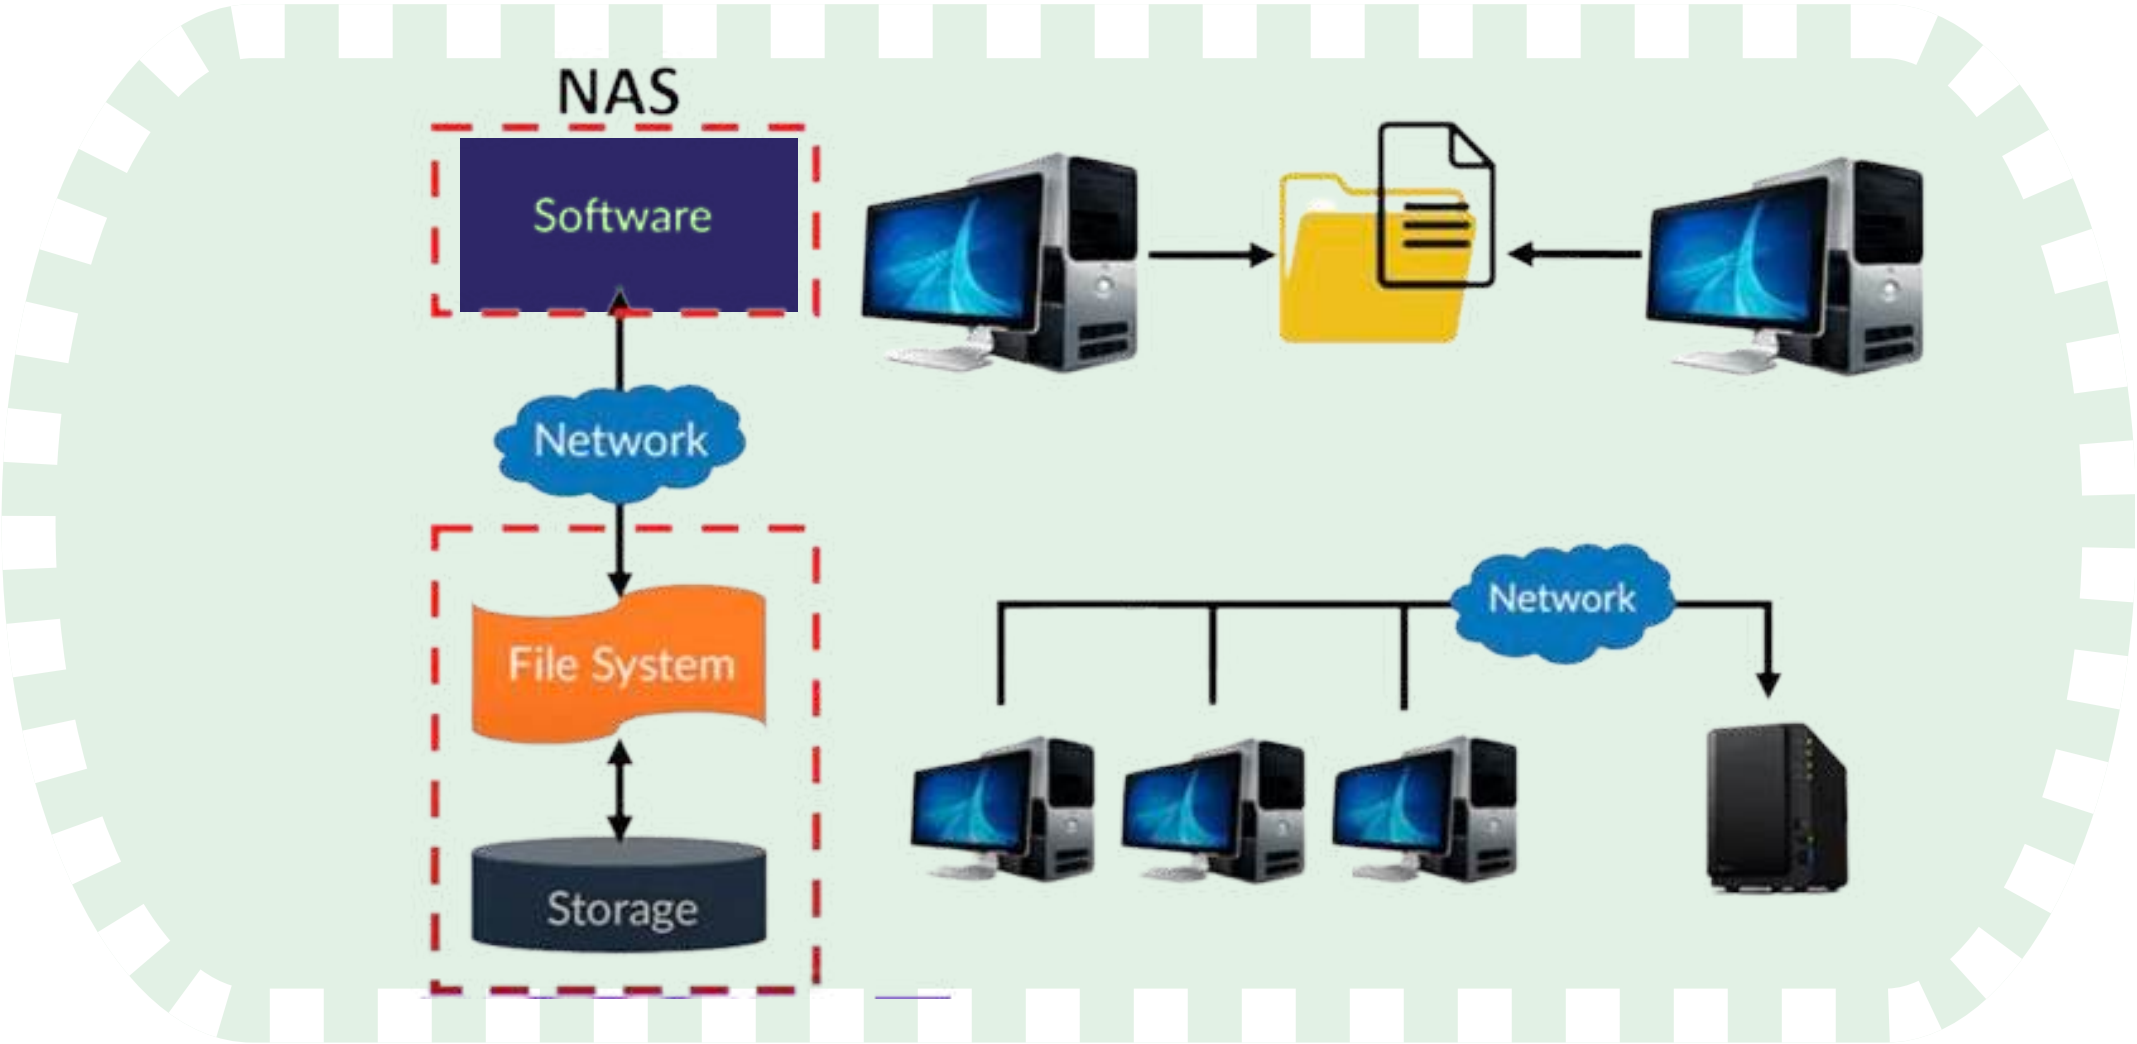 NAS
Software
Network
File System
Storage
Network